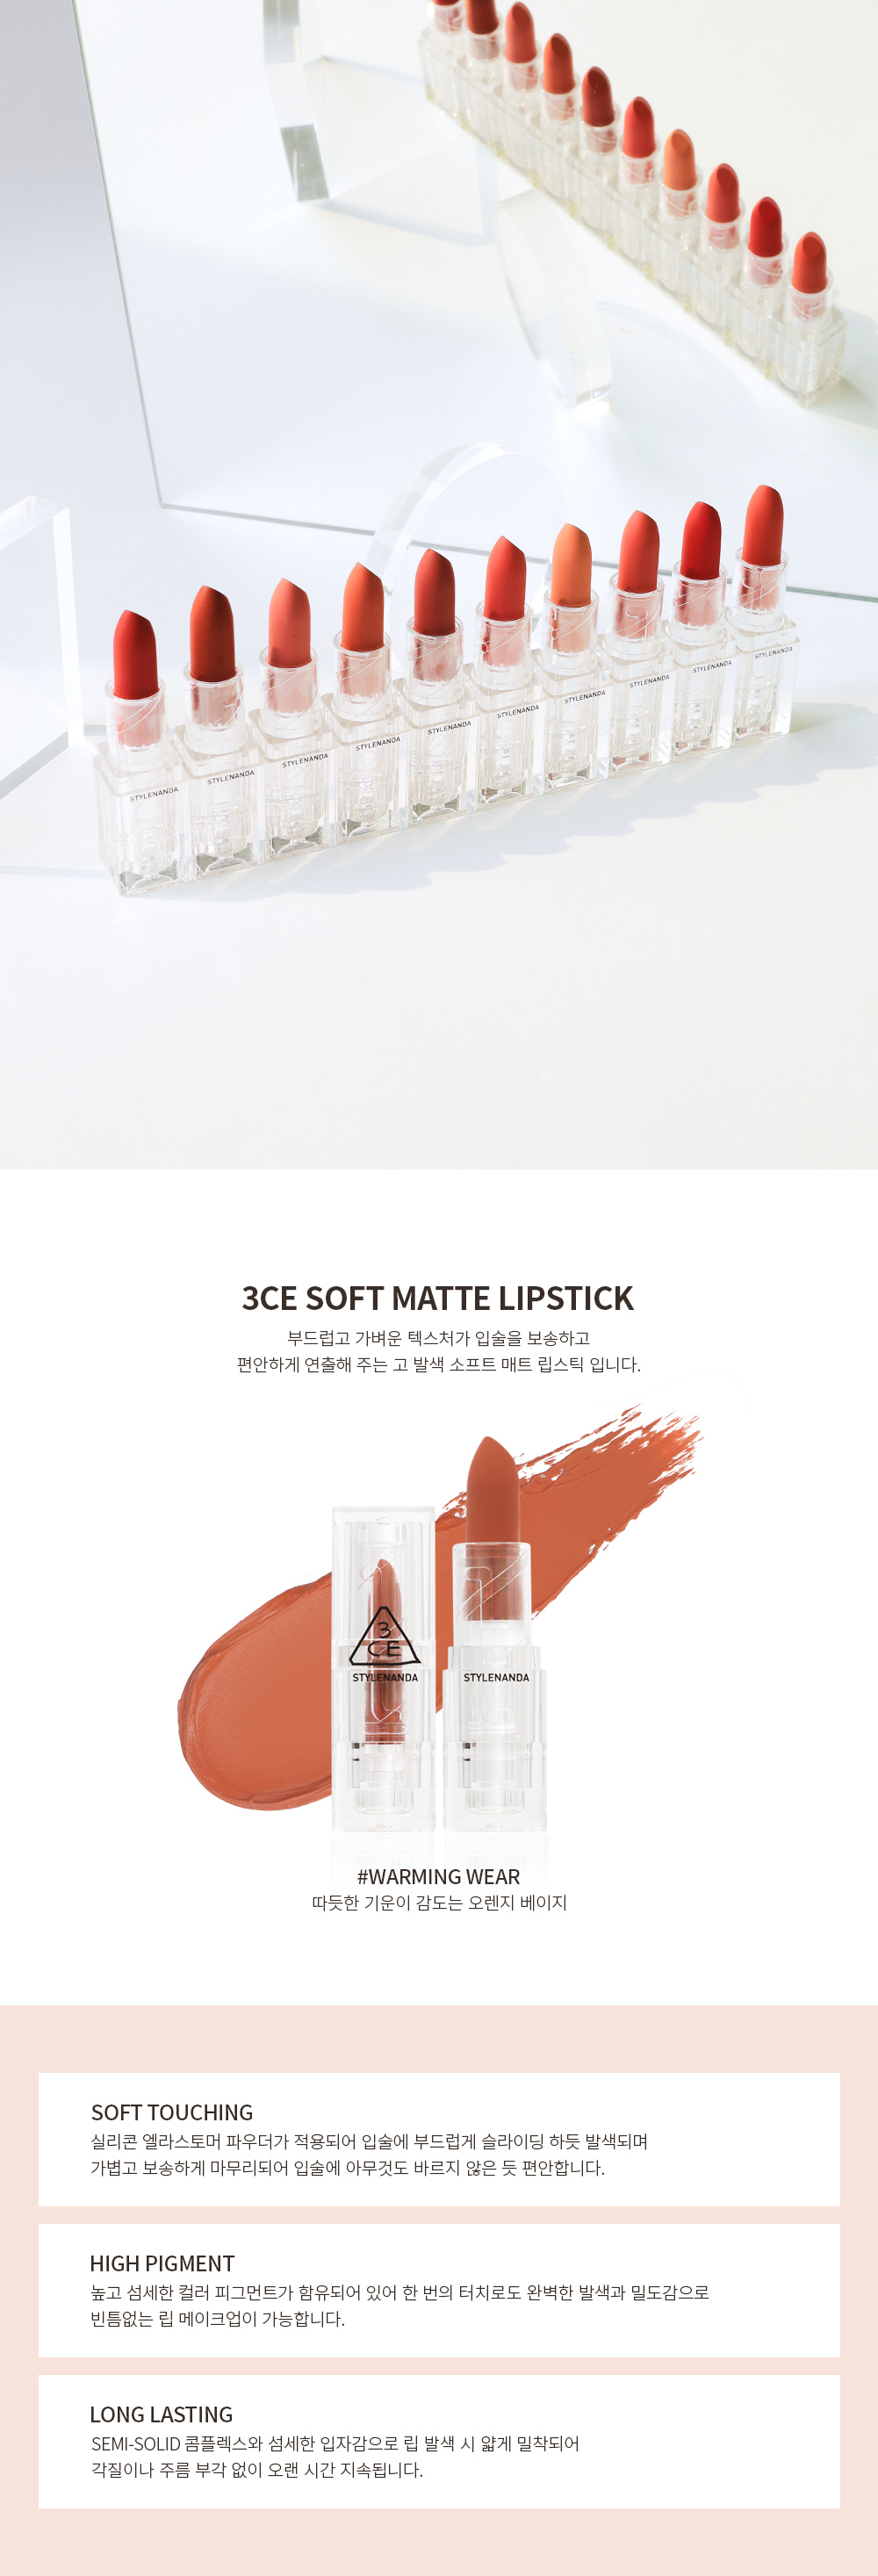 STYLENANDA
STYLENANDA
STYLENANDA
STYLENANDA
STYLENANDA
STYLENANDA
STYLENANDA
STYLENANDA
STYLENANDA
STYLENANDA
3CE SOFT MATTE LIPSTICK
부드럽고 가벼운 텍스처가 입술을 보송하고
편안하게 연출해 주는 고 발색 소프트 매트 립스틱 입니다.
3
CE
STYLENANDA
STYLENANDA
#WARMING WEAR
따듯한 기운이 감도는 오렌지 베이지
SOFT TOUCHING
실리콘 엘라스토머 파우더가 적용되어 입술에 부드럽게 슬라이딩 하듯 발색되며
가볍고 보송하게 마무리되어 입술에 아무것도 바르지 않은 듯 편안합니다.
HIGH PIGMENT
높고 섬세한 컬러 피그먼트가 함유되어 있어 한 번의 터치로도 완벽한 발색과 밀도감으로
빈틈없는 립 메이크업이 가능합니다.
LONG LASTING
SEMI-SOLID 콤플렉스와 섬세한 입자감으로 립 발색 시 얇게 밀착되어
각질이나 주름 부각 없이 오랜 시간 지속됩니다.